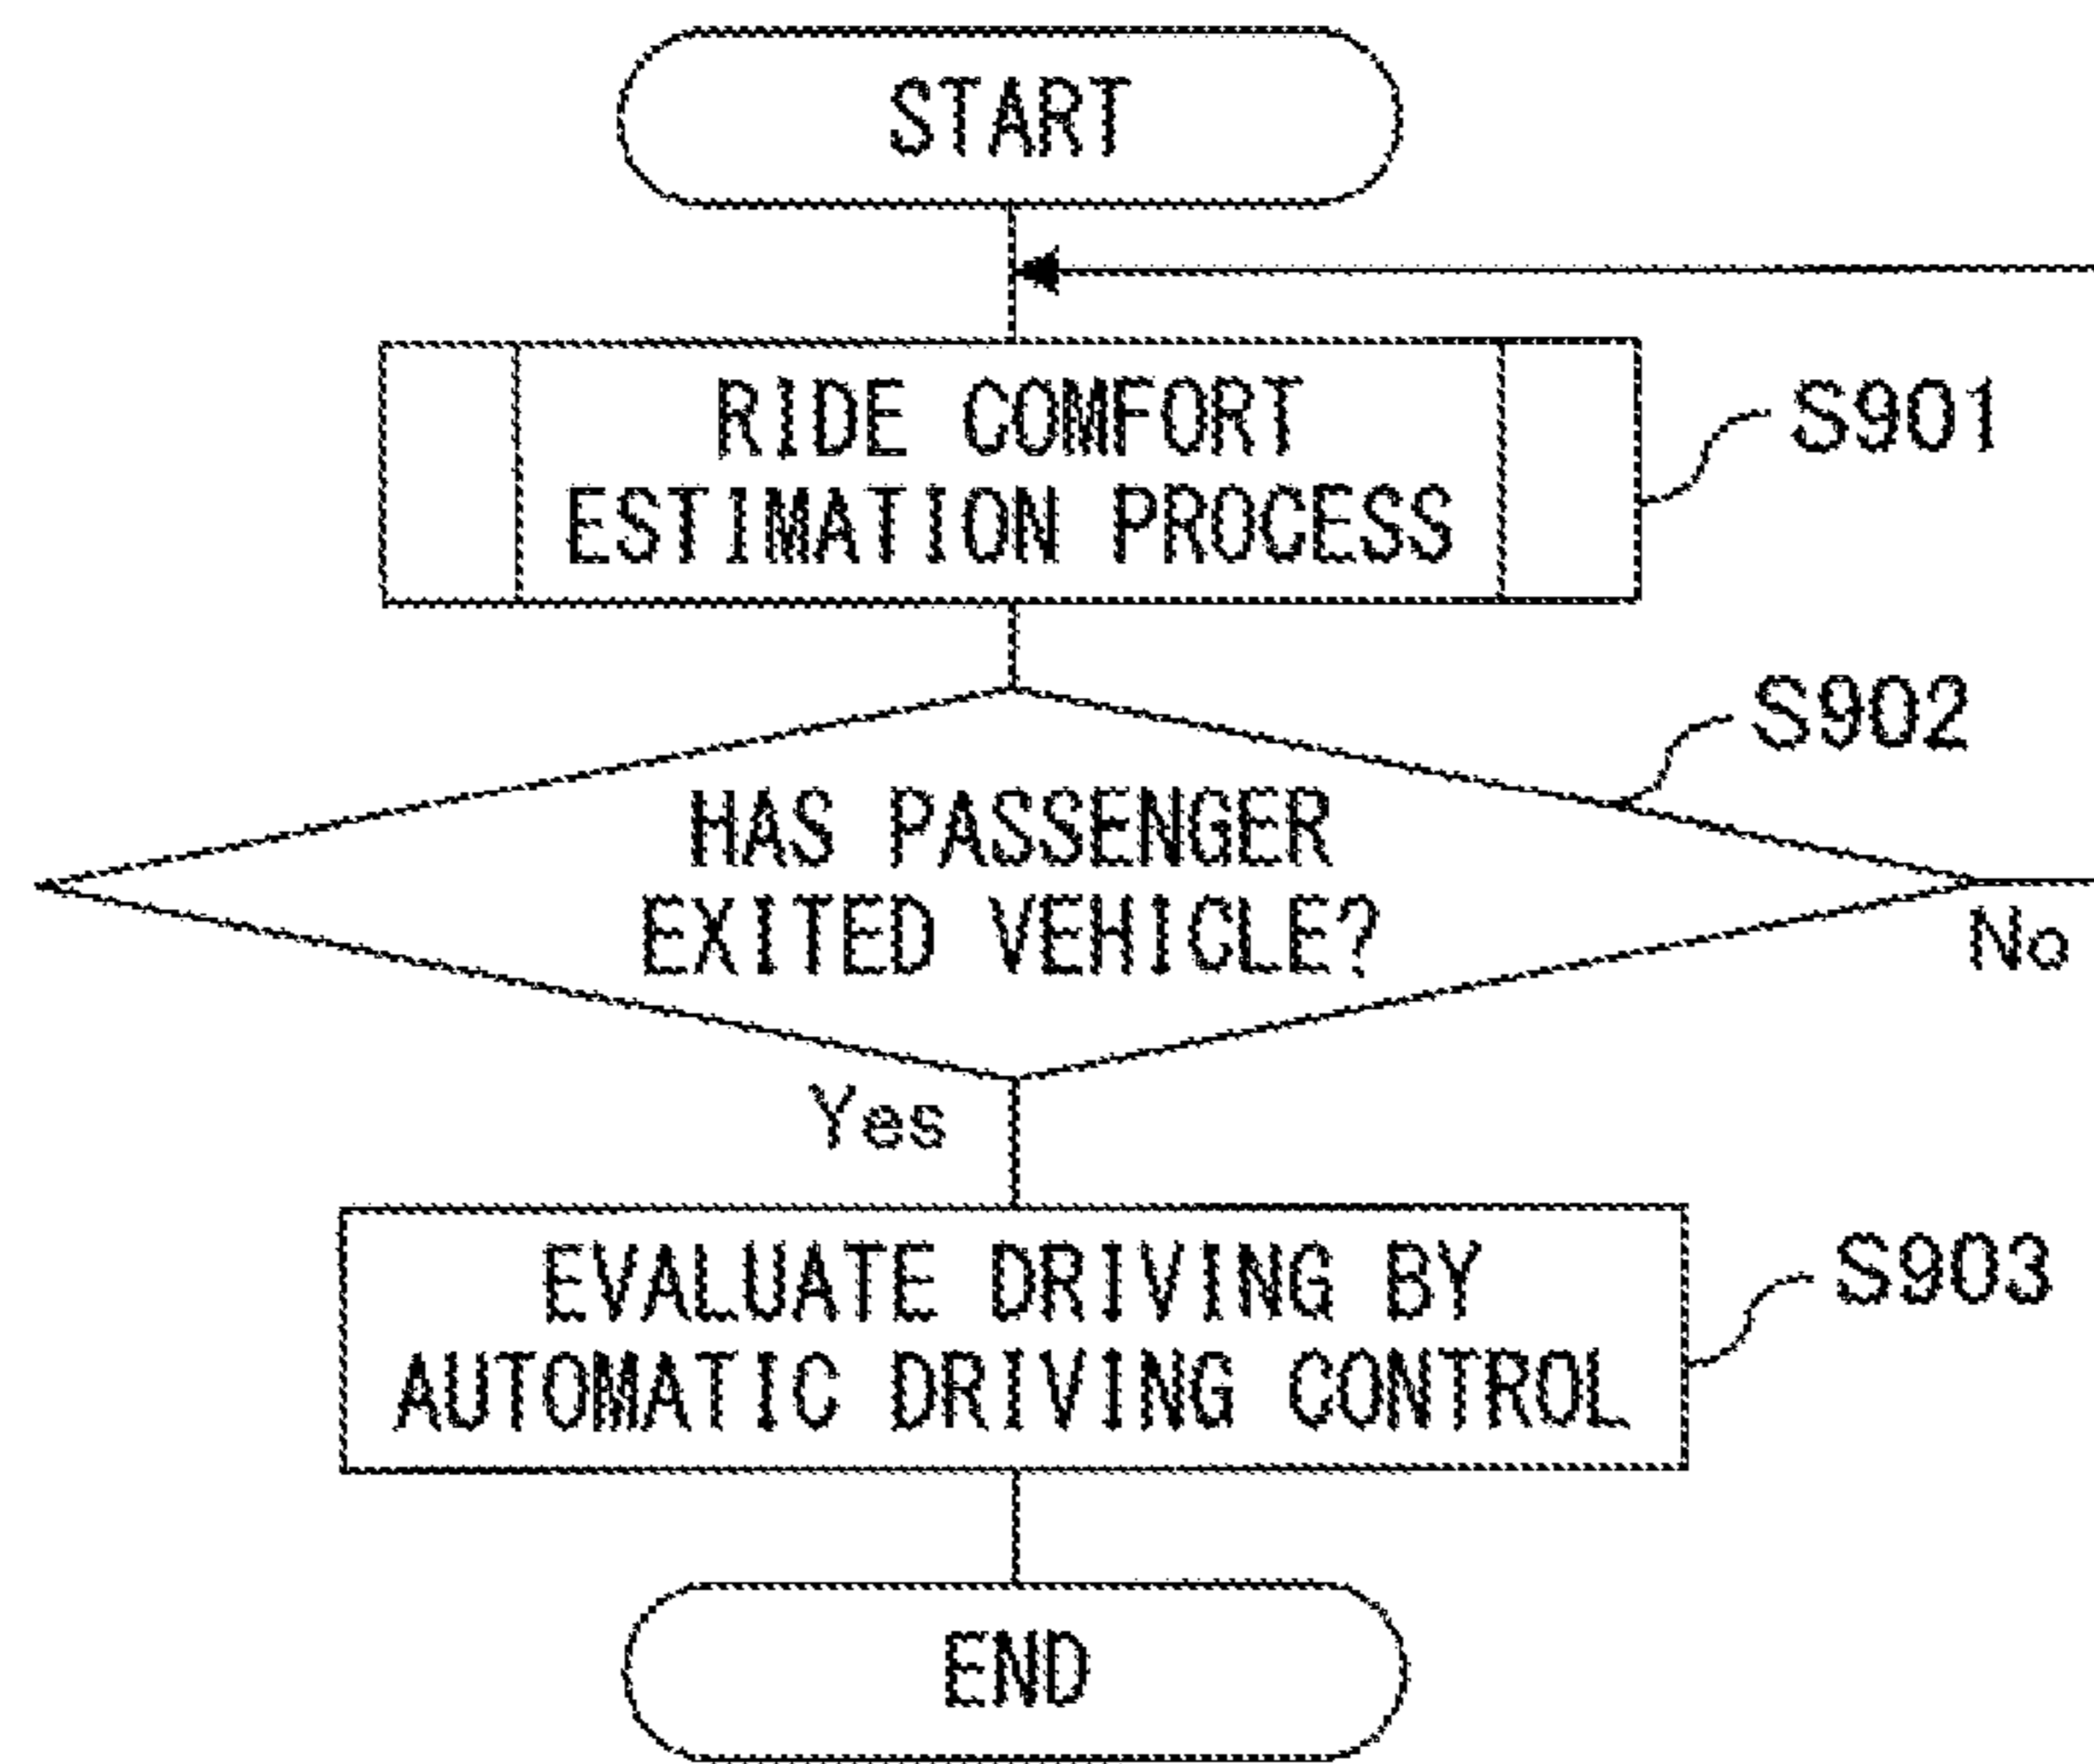 START
RIDE COMFORT
ESTIMATION PROCESS
S901
S902
HAS PASSENGER
EXITED VEHICLE?
No
Yes
EVALUATE DRIVING BY
AUTOMATIC DRIVING CONTROL
S903
END